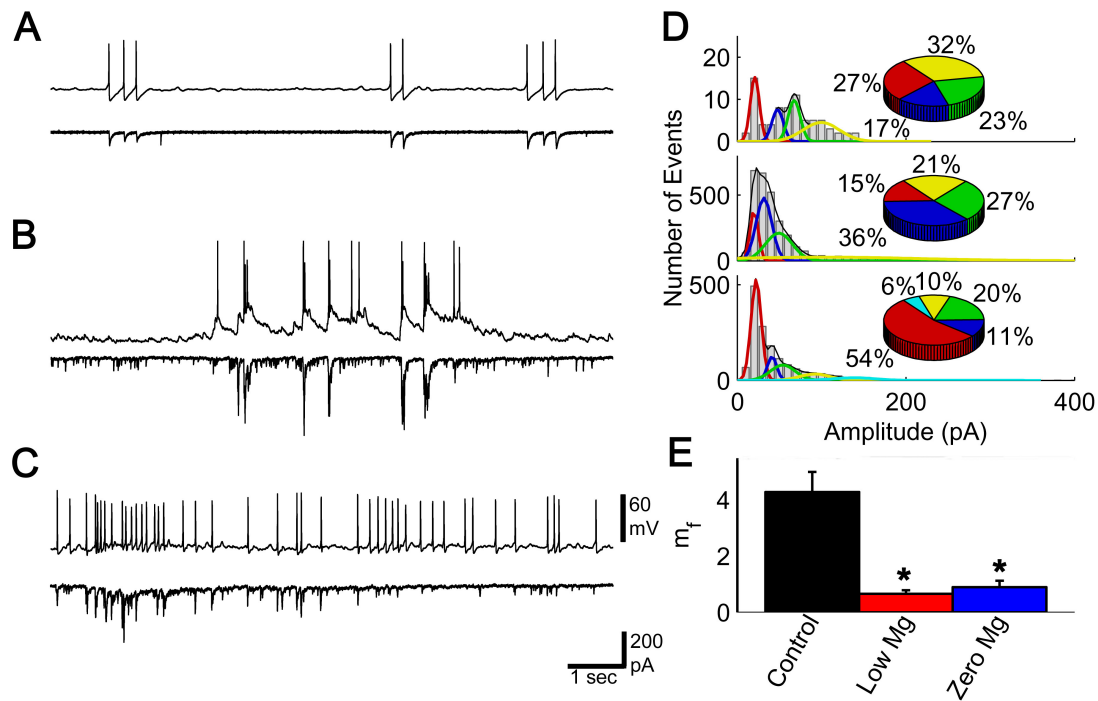 A
B
C
60
mV
200
pA
1 sec
D
Number of Events
20
10
0
32%
27%
17%
23%
500
0
21%
15%
27%
36%
500
0
6%
10%
20%
11%
54%
0
200
400
Amplitude (pA)
E
m_f
4
2
0
*
*
Control
Low Mg
Zero Mg